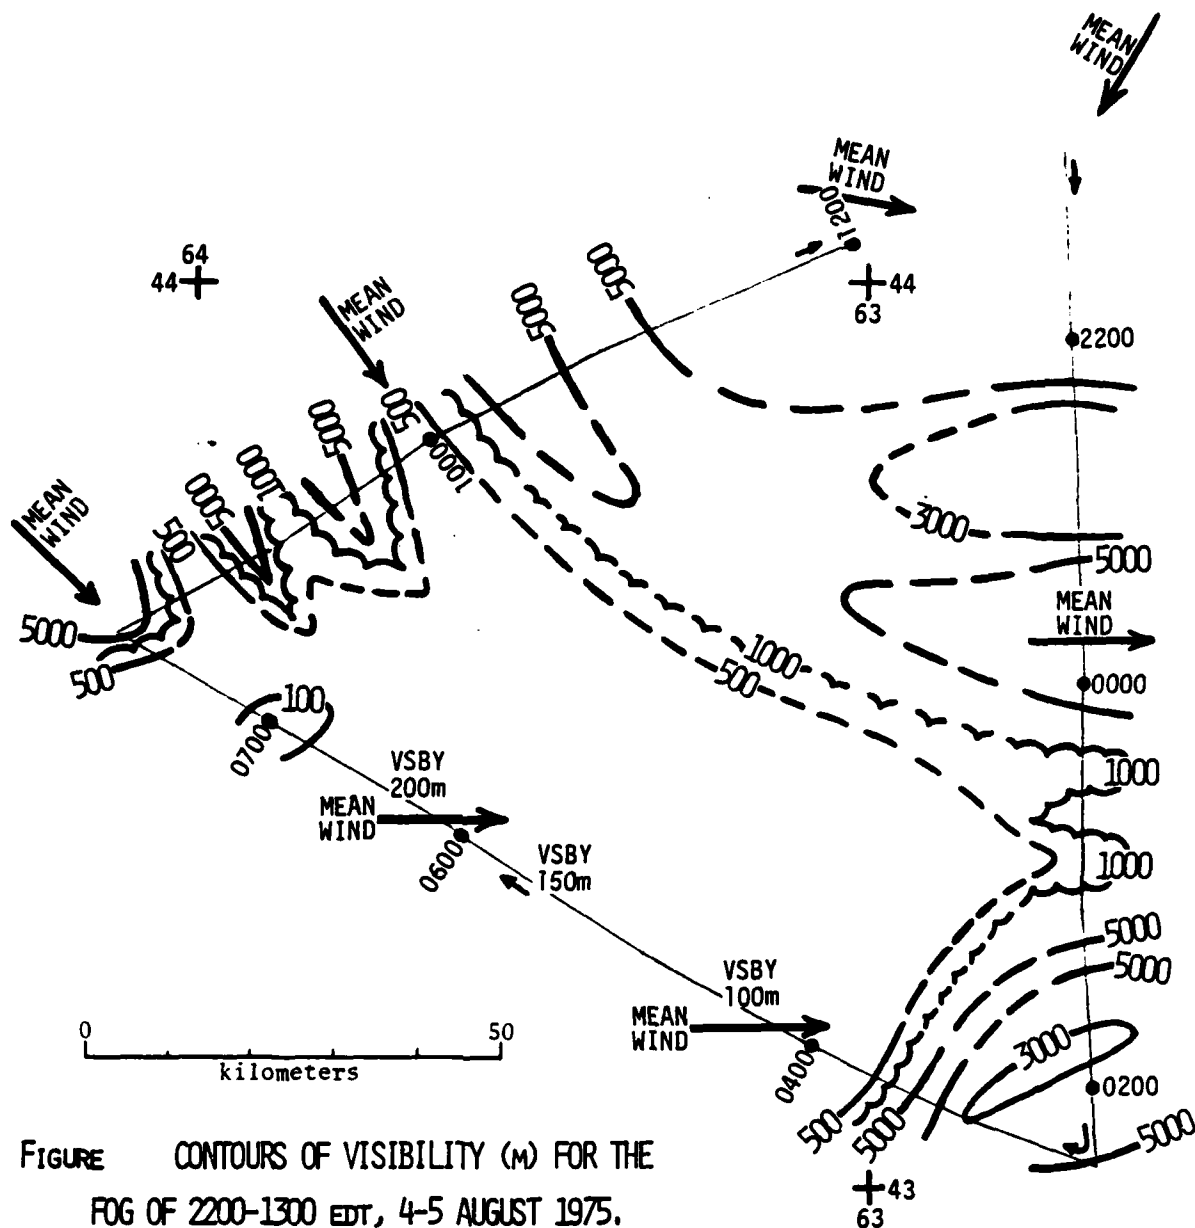 MEAN
WIND
MEAN
WIND
1200
64
44
44
63
5000
5000
MEAN
WIND
2200
500
5000
1000
5000
500
1000
3000
5000
MEAN
WIND
MEAN
WIND
5000
500
1000
500
0000
100
0700
1000
VSBY
200m
MEAN
WIND
0600
VSBY
150m
1000
5000
5000
VSBY
100m
MEAN
WIND
3000
0400
0200
500
5000
5000
43
63
0 50
kilometers
FIGURE CONTOURS OF VISIBILITY (M) FOR THE
FOG OF 2200-1300 EDT, 4-5 AUGUST 1975.